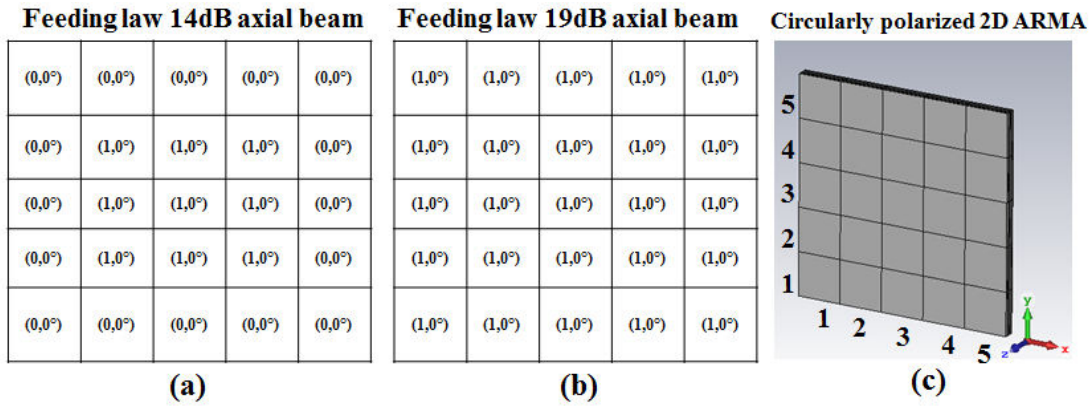 Feeding law 14dB axial beam
(0,0°) (0,0°) (0,0°) (0,0°) (0,0°)
(0,0°) (1,0°) (1,0°) (1,0°) (0,0°)
(0,0°) (1,0°) (1,0°) (1,0°) (0,0°)
(0,0°) (1,0°) (1,0°) (1,0°) (0,0°)
(0,0°) (0,0°) (0,0°) (0,0°) (0,0°)
(a)
Feeding law 19dB axial beam
(1,0°) (1,0°) (1,0°) (1,0°) (1,0°)
(1,0°) (1,0°) (1,0°) (1,0°) (1,0°)
(1,0°) (1,0°) (1,0°) (1,0°) (1,0°)
(1,0°) (1,0°) (1,0°) (1,0°) (1,0°)
(1,0°) (1,0°) (1,0°) (1,0°) (1,0°)
(b)
Circularly polarized 2D ARMA
5
4
3
2
1
1 2 3 4 5
y
z x
(c)